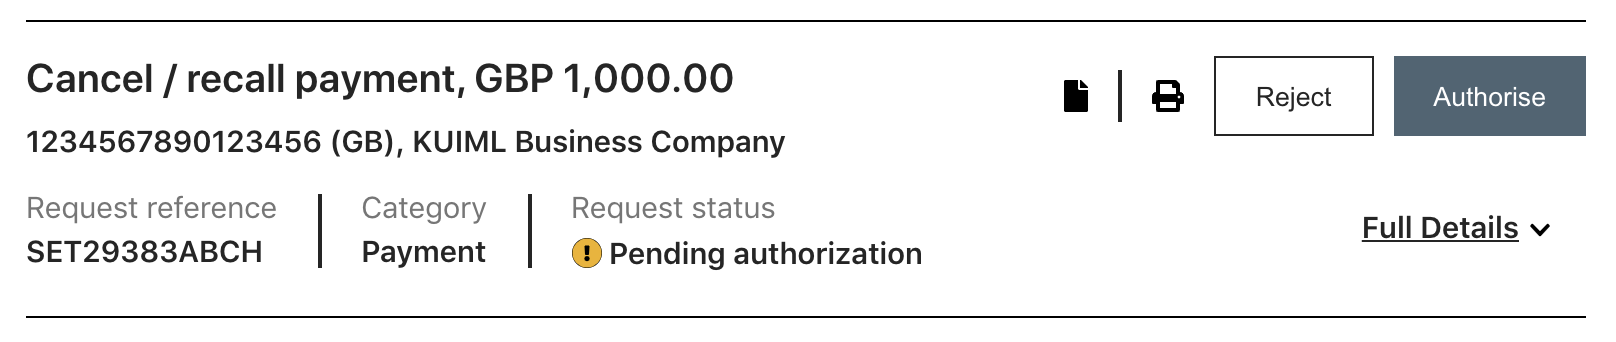 Cancel / recall payment, GBP 1,000.00
Reject
Authorise
1234567890123456 (GB), KUIML Business Company
Request reference
SET29383ABCH
Category
Payment
Request status
Pending authorization
Full Details